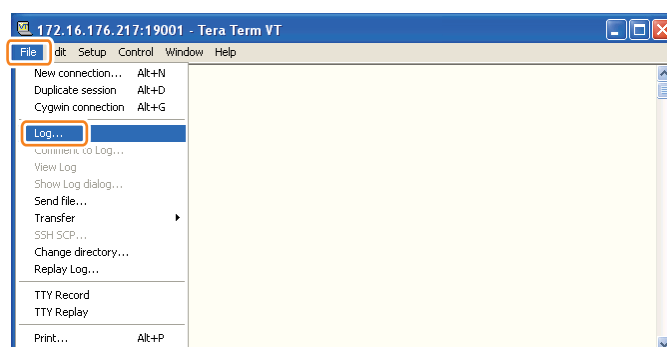 172.16.176.217:19001 - Tera Term VT
File dit Setup Control Window Help
New connection... Alt+N
Duplicate session Alt+D
Cygwin connection Alt+G
Log...
Comment to Log...
View Log
Show Log dialog...
Send file...
Transfer
SSH SCP...
Change directory...
Replay Log...
TTY Record
TTY Replay
Print... Alt+P